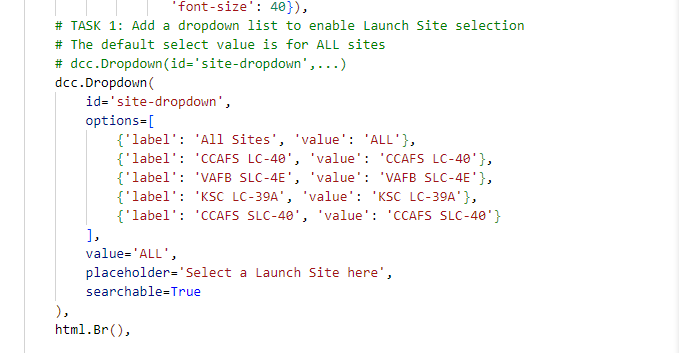 'font-size': 40}),
# TASK 1: Add a dropdown list to enable Launch Site selection
# The default select value is for ALL sites
# dcc.Dropdown(id='site-dropdown',...)
dcc.Dropdown(
id='site-dropdown',
options=[
{'label': 'All Sites', 'value': 'ALL'},
{'label': 'CCAFS LC-40', 'value': 'CCAFS LC-40'},
{'label': 'VAFB SLC-4E', 'value': 'VAFB SLC-4E'},
{'label': 'KSC LC-39A', 'value': 'KSC LC-39A'},
{'label': 'CCAFS SLC-40', 'value': 'CCAFS SLC-40'}
],
value='ALL',
placeholder='Select a Launch Site here',
searchable=True
),
html.Br(),